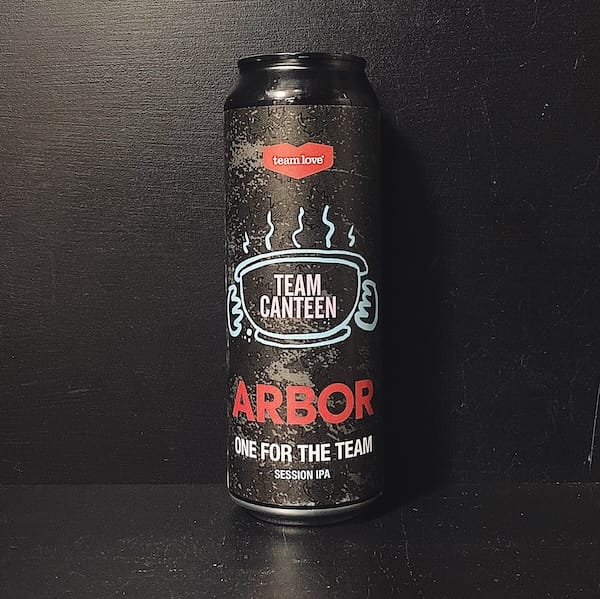 team love
TEAM
CANTEEN
ARBOR
ONE FOR THE TEAM
SESSION IPA